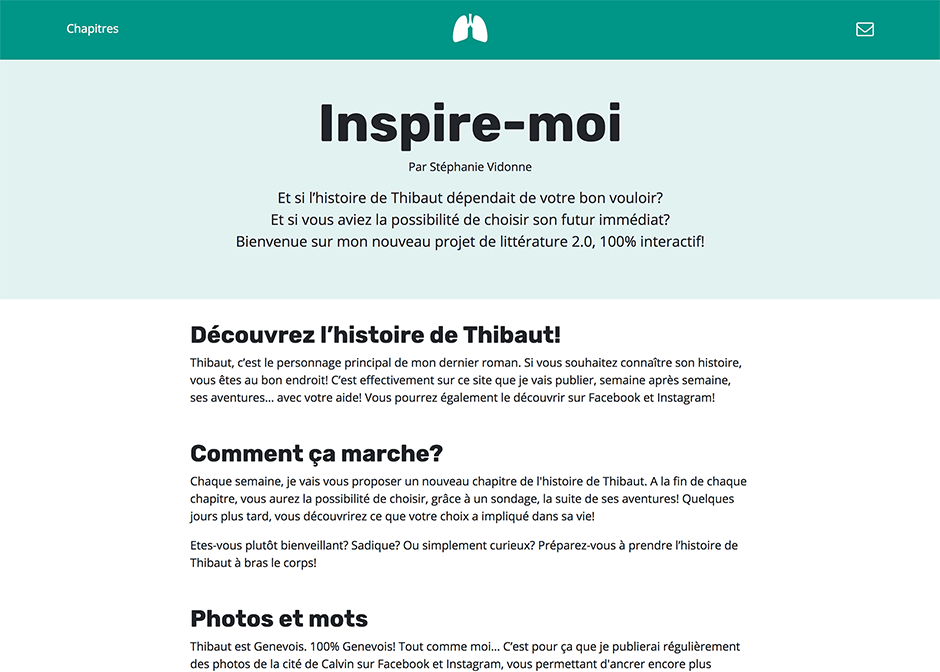 Chapitres
Inspire-moi
Par Stéphanie Vidonne
Et si l’histoire de Thibaut dépendait de votre bon vouloir?
Et si vous aviez la possibilité de choisir son futur immédiat?
Bienvenue sur mon nouveau projet de littérature 2.0, 100% interactif!
Découvrez l’histoire de Thibaut!
Thibaut, c’est le personnage principal de mon dernier roman. Si vous souhaitez connaître son histoire,
vous êtes au bon endroit! C’est effectivement sur ce site que je vais publier, semaine après semaine,
ses aventures... avec votre aide! Vous pourrez également le découvrir sur Facebook et Instagram!
Comment ça marche?
Chaque semaine, je vais vous proposer un nouveau chapitre de l'histoire de Thibaut. A la fin de chaque
chapitre, vous aurez la possibilité de choisir, grâce à un sondage, la suite de ses aventures! Quelques
jours plus tard, vous découvrirez ce que votre choix a impliqué dans sa vie!
Etes-vous plutôt bienveillant? Sadique? Ou simplement curieux? Préparez-vous à prendre l’histoire de
Thibaut à bras le corps!
Photos et mots
Thibaut est Genevois. 100% Genevois! Tout comme moi... C’est pour ça que je publierai régulièrement
des photos de la cité de Calvin sur Facebook et Instagram, vous permettant d'ancrer encore plus